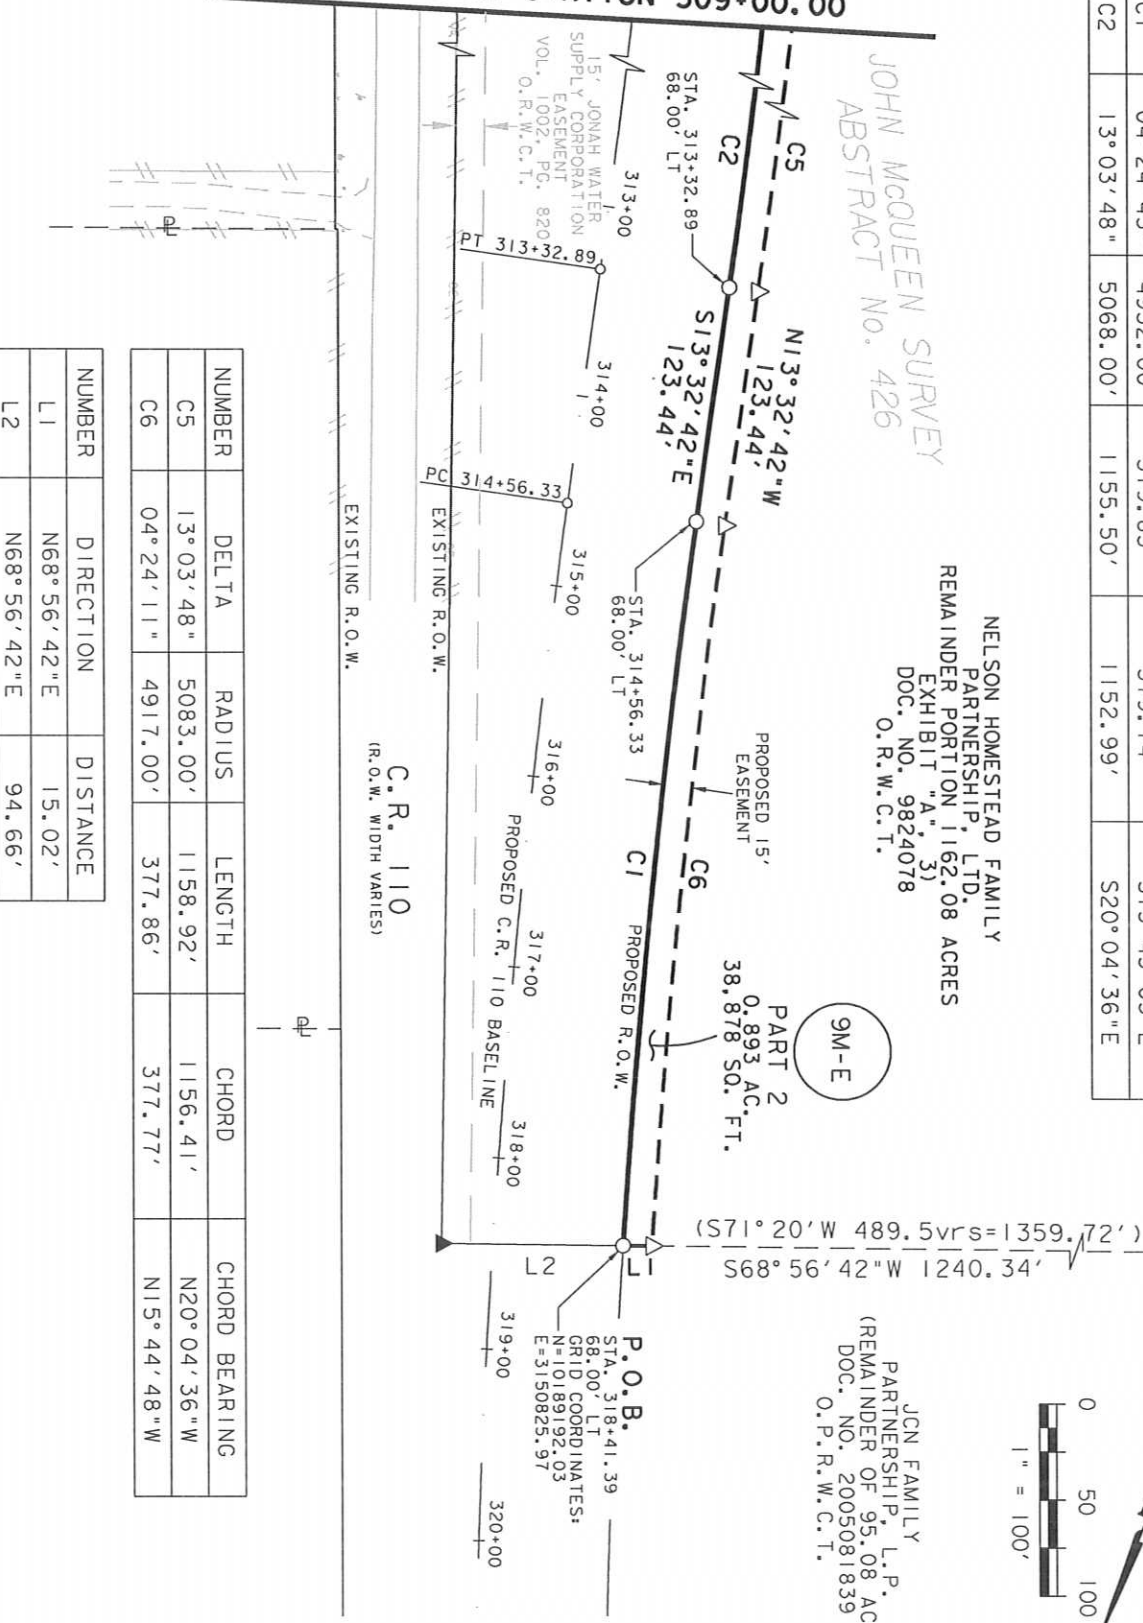 309+00.00
C2 13°03'48" 5068.00' 1155.50' 1152.99' S20°04'36"E
JOHN McQUEEN SURVEY
ABSTRACT No. 426
15' JONAH WATER
SUPPLY CORPORATION
EASEMENT
VOL. 1002, PG. 820
O.R.W.C.T.
STA. 313+32.89
68.00' LT
C5
C2
313+00
PT 313+32.89
314+00
N13°32'42"W
123.44'
S13°32'42"E
123.44'
PC 314+56.33
315+00
STA. 314+56.33
68.00' LT
NELSON HOMESTEAD FAMILY
PARTNERSHIP, LTD.
REMAINDER PORTION 1162.08 ACRES
EXHIBIT "A", 3)
DOC. NO. 9824078
O.R.W.C.T.
PROPOSED 15'
EASEMENT
C6
C1
PROPOSED R.O.W.
9M-E
PART 2
0.893 AC.
38,878 SQ. FT.
316+00
317+00
318+00
PROPOSED C.R. 110 BASELINE
EXISTING R.O.W.
EXISTING R.O.W.
C.R. 110
(R.O.W. WIDTH VARIES)
(S71°20'W 489.5vrs=1359.72')
S68°56'42"W 1240.34'
L2
L1
P.O.B.
STA. 318+41.39
68.00' LT
GRID COORDINATES:
N=10189192.03
E=3150825.97
319+00
320+00
JCN FAMILY
PARTNERSHIP, L.P.
(REMAINDER OF 95.08 AC
DOC. NO. 2005081839
O.P.R.W.C.T.
0 50 100
1" = 100'
NUMBER DELTA RADIUS LENGTH CHORD CHORD BEARING
C5 13°03'48" 5083.00' 1158.92' 1156.41' N20°04'36"W
C6 04°24'11" 4917.00' 377.86' 377.77' N15°44'48"W
NUMBER DIRECTION DISTANCE
L1 N68°56'42"E 15.02'
L2 N68°56'42"E 94.66'